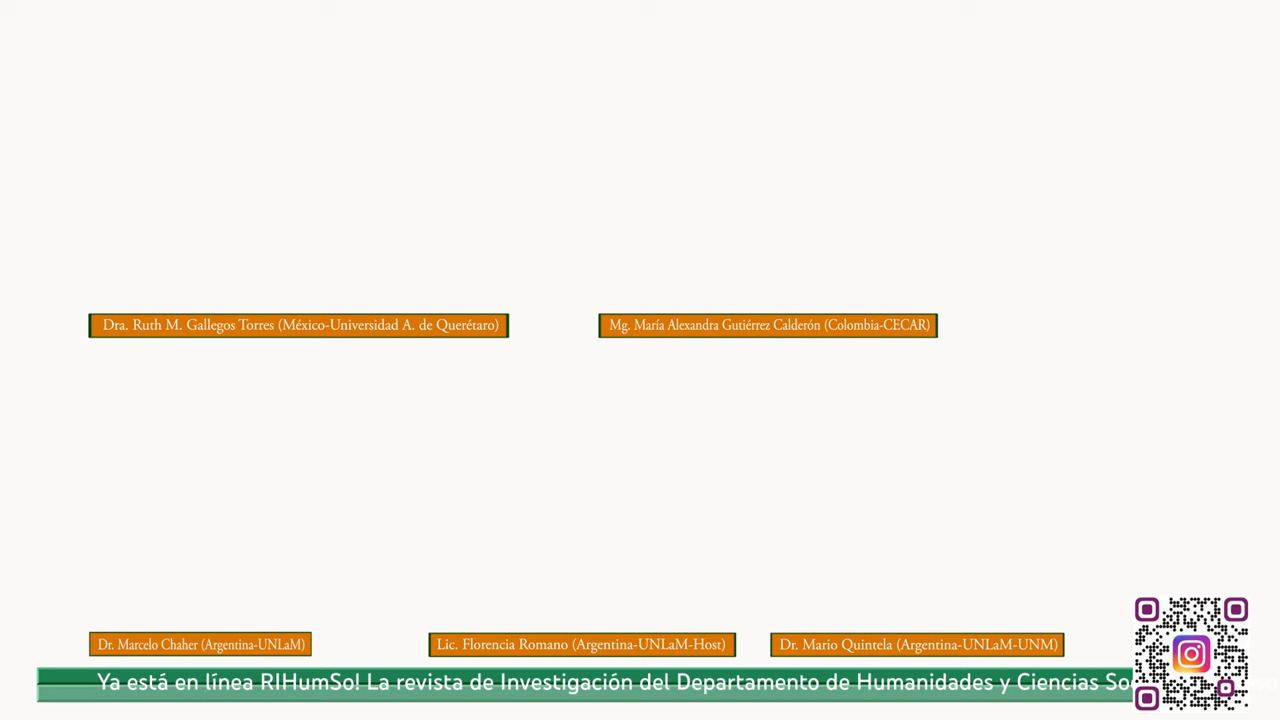 Dra. Ruth M. Gallegos Torres (México-Universidad A. de Querétaro)
Mg. María Alexandra Gutiérrez Calderón (Colombia-CECAR)
Dr. Marcelo Chaher (Argentina-UNLaM)
Lic. Florencia Romano (Argentina-UNLaM-Host)
Dr. Mario Quintela (Argentina-UNLaM-UNM)
Ya está en línea RIHumSo! La revista de Investigación del Departamento de Humanidades y Ciencias